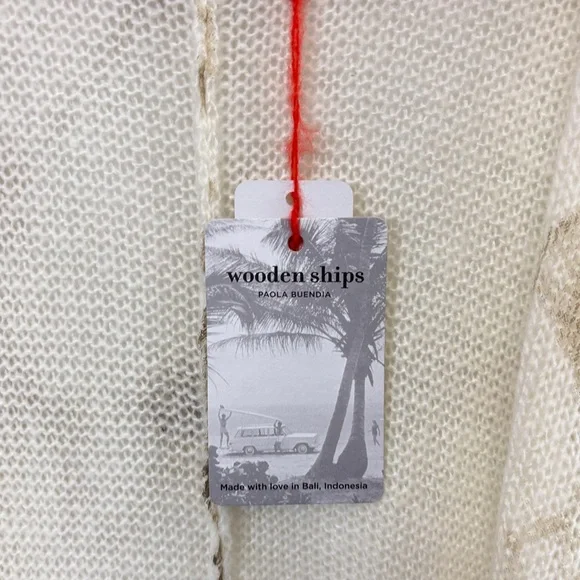 wooden ships
PAOLA BUENDIA
Made with love in Bali, Indonesia